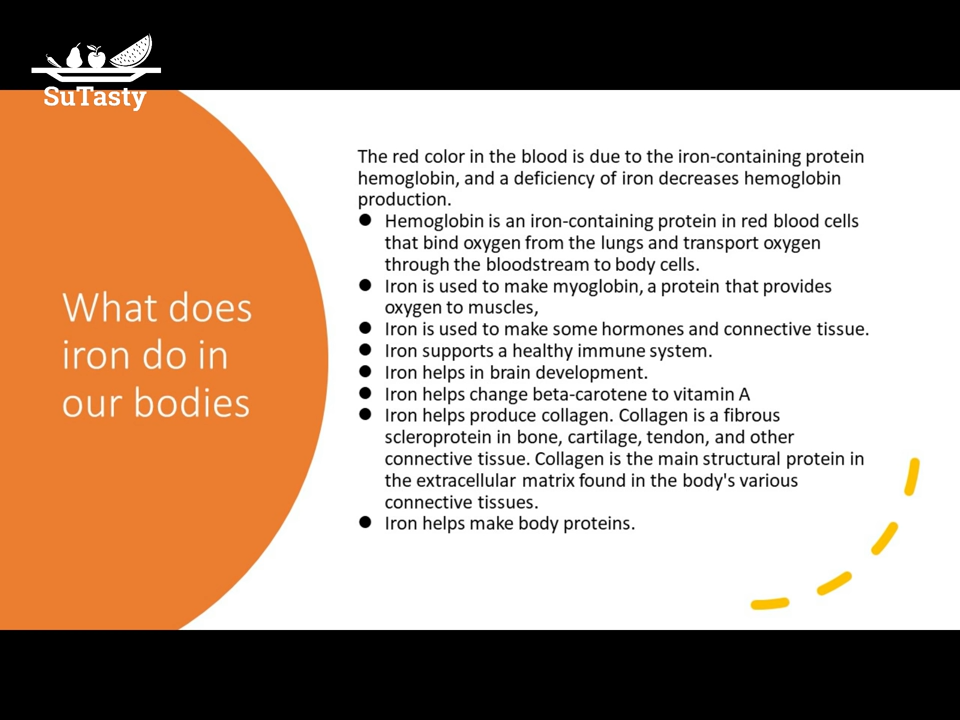 SuTasty
What does
iron do in
our bodies
The red color in the blood is due to the iron-containing protein
hemoglobin, and a deficiency of iron decreases hemoglobin
production.
● Hemoglobin is an iron-containing protein in red blood cells
that bind oxygen from the lungs and transport oxygen
through the bloodstream to body cells.
● Iron is used to make myoglobin, a protein that provides
oxygen to muscles,
● Iron is used to make some hormones and connective tissue.
● Iron supports a healthy immune system.
● Iron helps in brain development.
● Iron helps change beta-carotene to vitamin A
● Iron helps produce collagen. Collagen is a fibrous
scleroprotein in bone, cartilage, tendon, and other
connective tissue. Collagen is the main structural protein in
the extracellular matrix found in the body's various
connective tissues.
● Iron helps make body proteins.